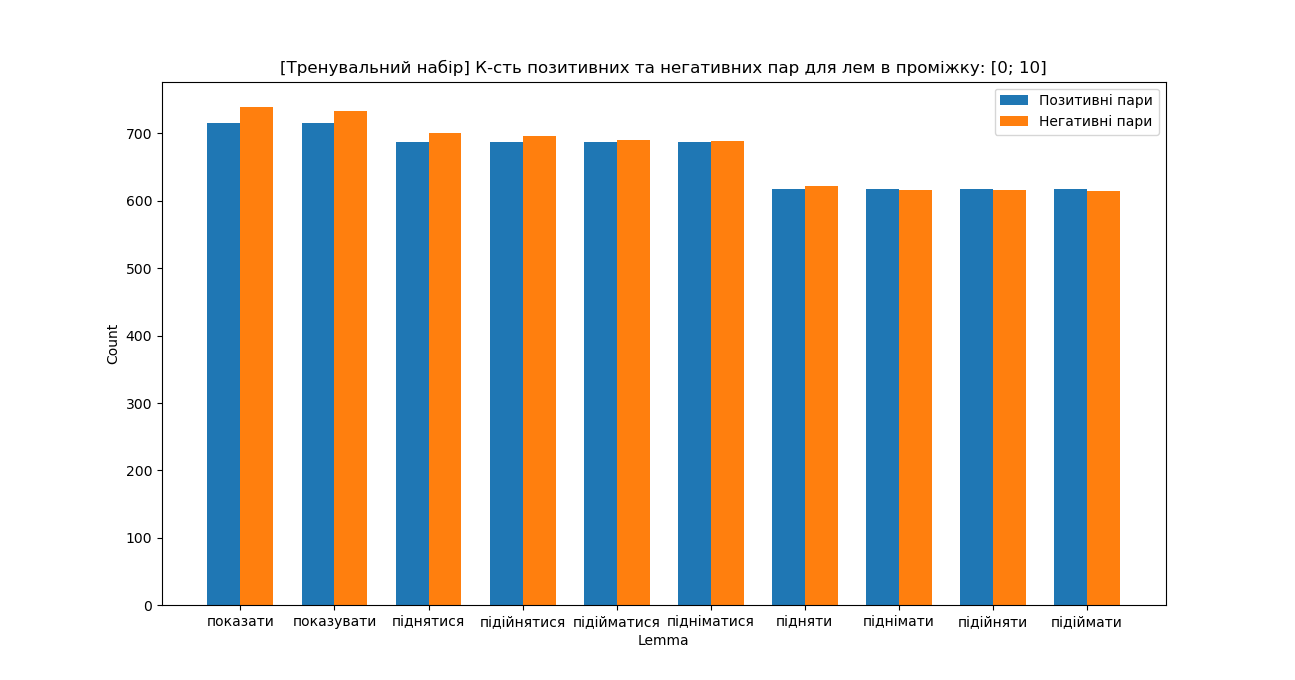 [Тренувальний набір] К-сть позитивних та негативних пар для лем в проміжку: [0; 10]
Позитивні пари
Негативні пари
700
600
500
400
300
200
100
0
Count
показати показувати піднятися підійнятися підійматися підніматися підняти піднімати підійняти підіймати
Lemma